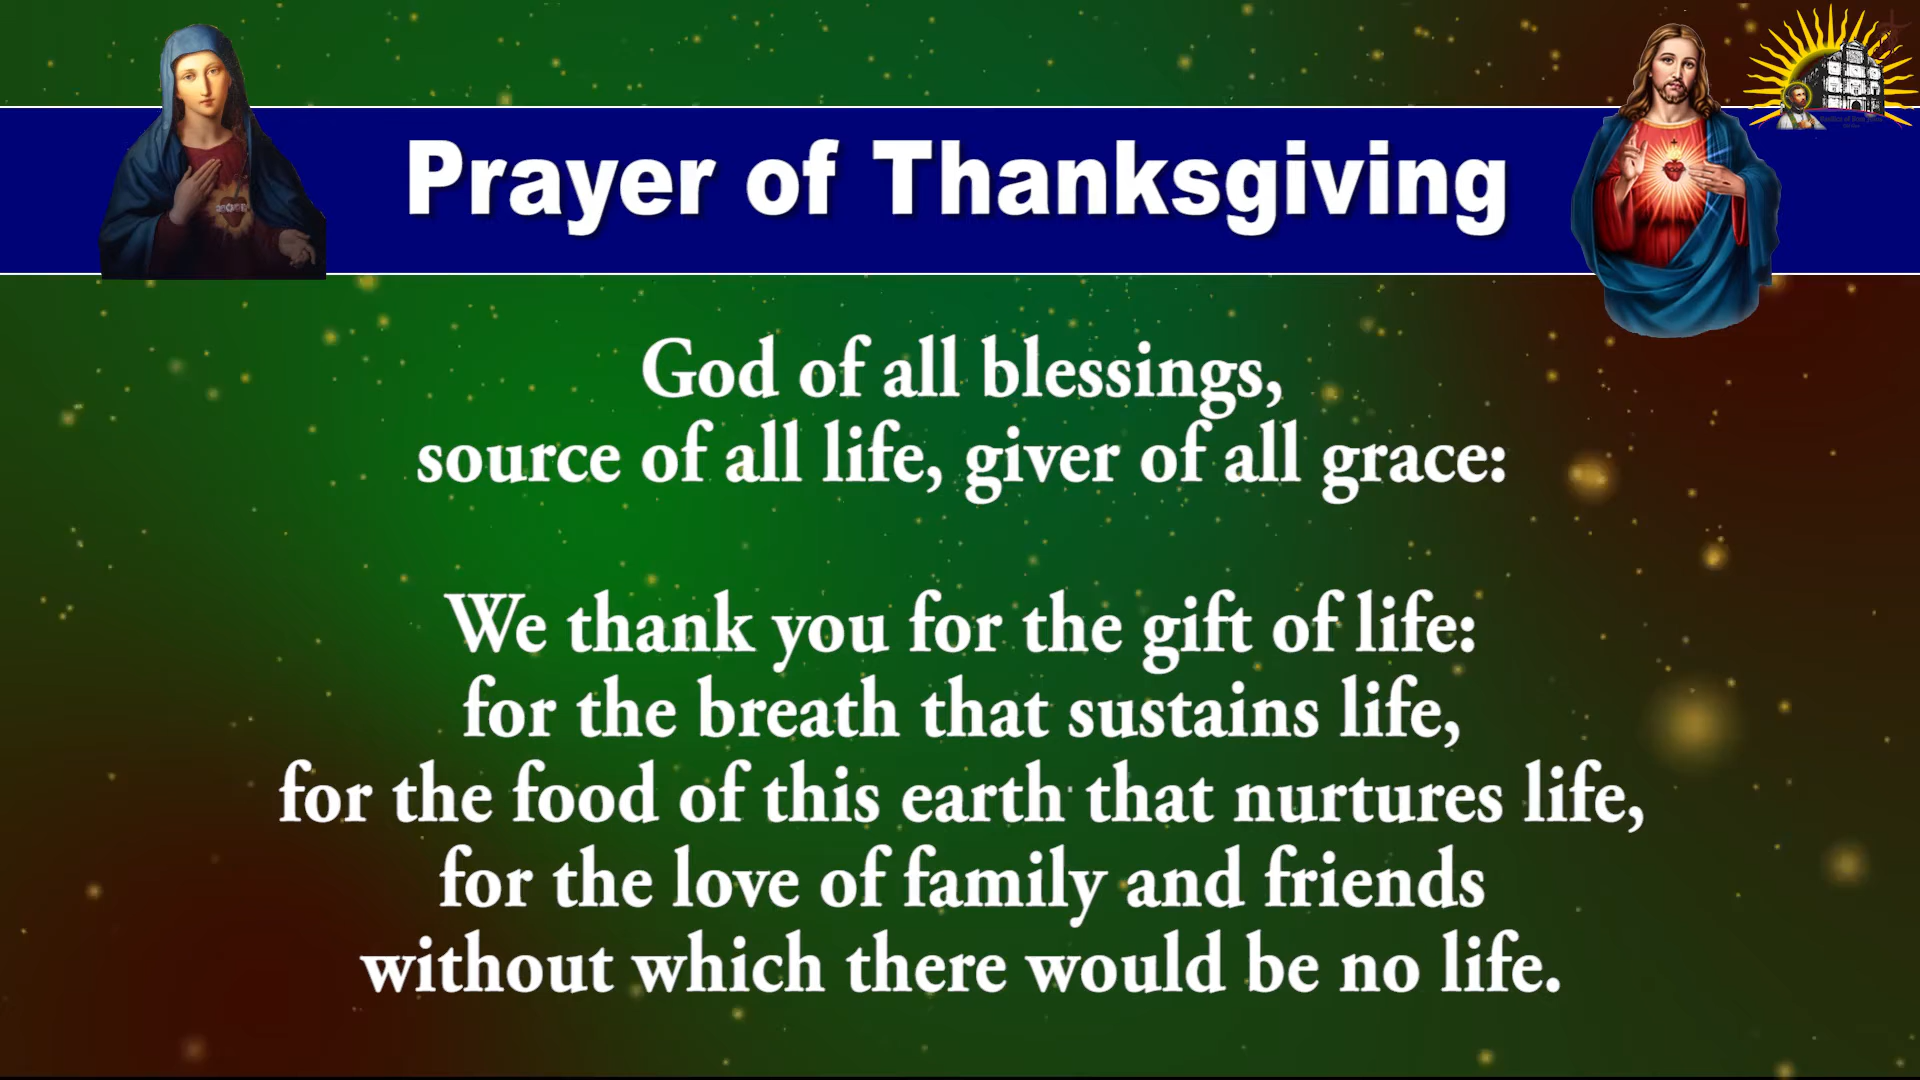 Prayer of Thanksgiving
God of all blessings,
source of all life, giver of all grace:
We thank you for the gift of life:
for the breath that sustains life,
for the food of this earth that nurtures life,
for the love of family and friends
without which there would be no life.